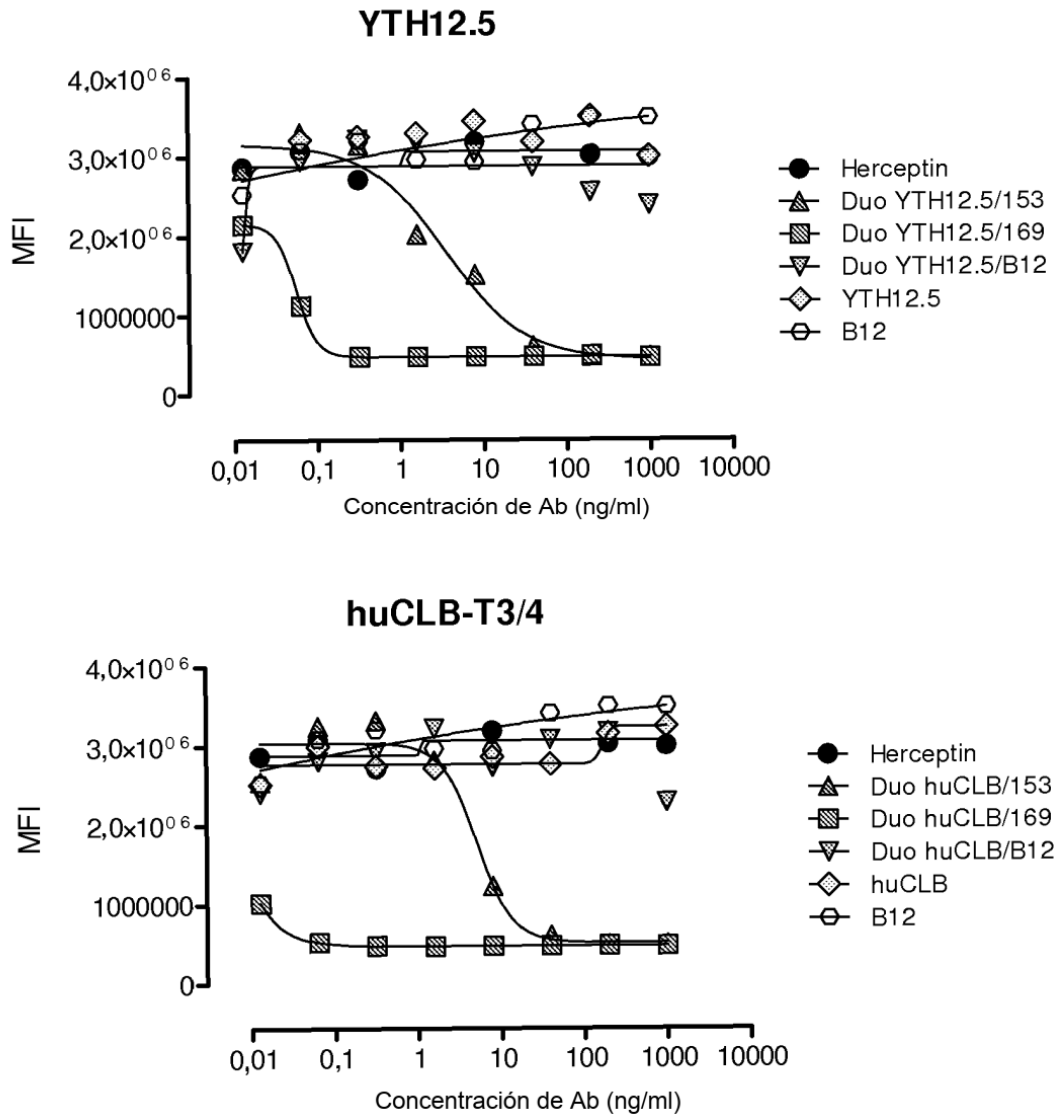 YTH12.5
4,0×10⁰⁶
3,0×10⁰⁶
2,0×10⁰⁶
1000000
0
MFI
0,01 0,1 1 10 100 1000 10000
Concentración de Ab (ng/ml)
Herceptin
Duo YTH12.5/153
Duo YTH12.5/169
Duo YTH12.5/B12
YTH12.5
B12
huCLB-T3/4
4,0×10⁰⁶
3,0×10⁰⁶
2,0×10⁰⁶
1000000
0
MFI
0,01 0,1 1 10 100 1000 10000
Concentración de Ab (ng/ml)
Herceptin
Duo huCLB/153
Duo huCLB/169
Duo huCLB/B12
huCLB
B12